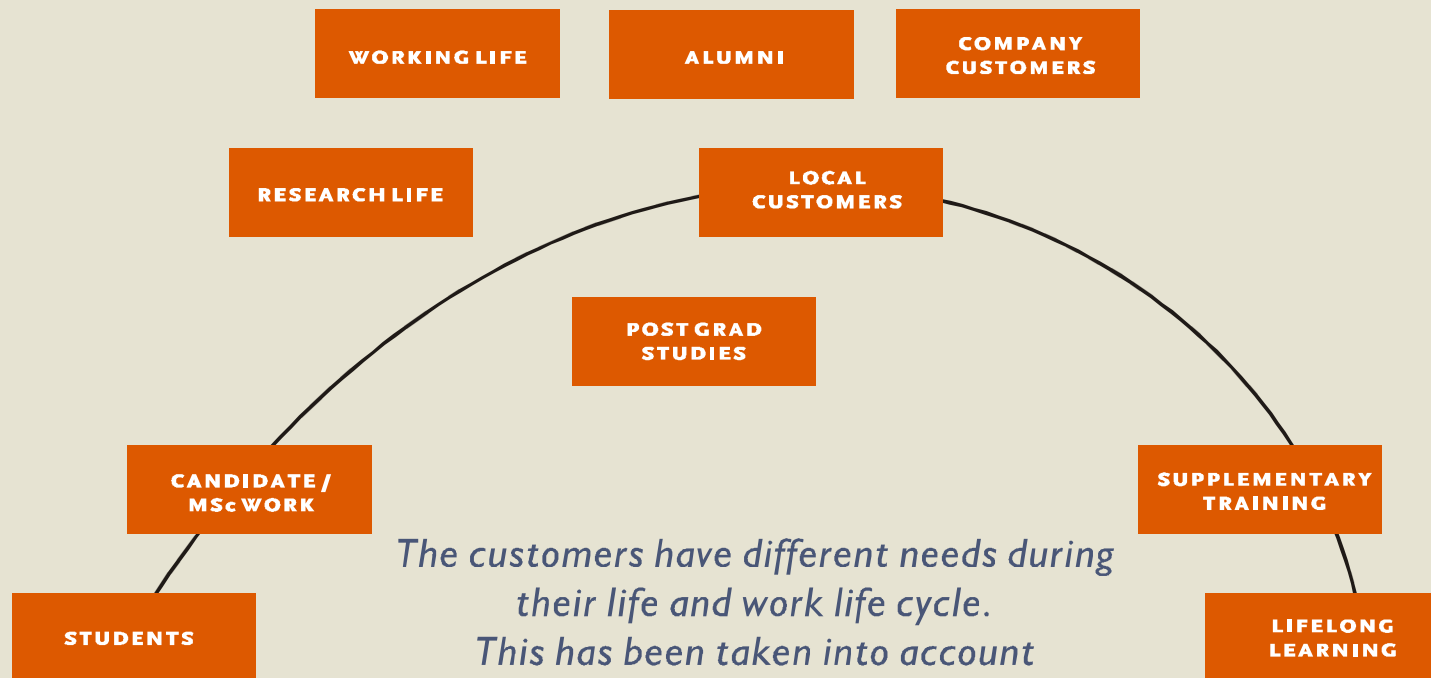 WORKING LIFE
ALUMNI
COMPANY
CUSTOMERS
RESEARCH LIFE
LOCAL
CUSTOMERS
POST GRAD
STUDIES
CANDIDATE /
MSc WORK
SUPPLEMENTARY
TRAINING
The customers have different needs during
their life and work life cycle.
This has been taken into account
STUDENTS
LIFELONG
LEARNING